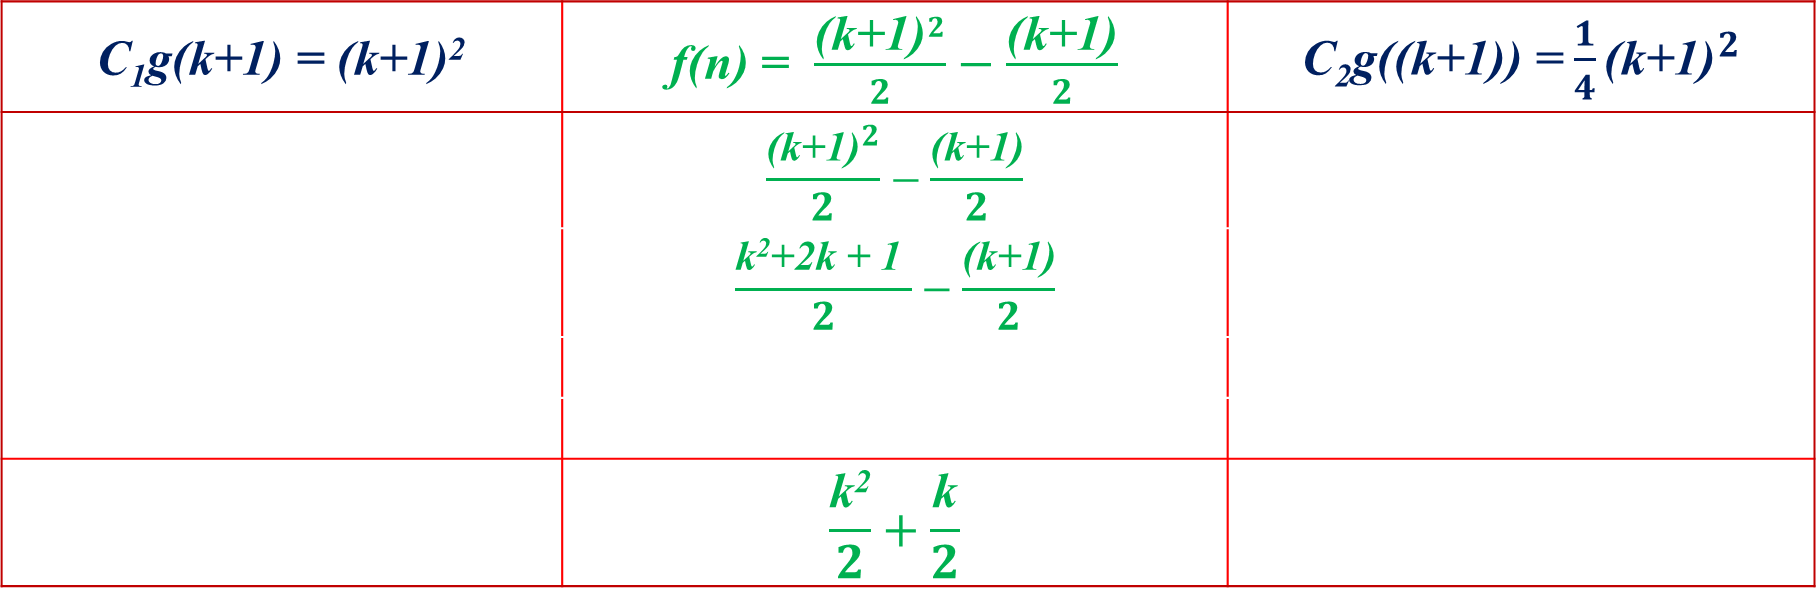 C₁g(k+1) = (k+1)²
f(n) = (k+1)²/2 − (k+1)/2
C₂g((k+1)) = 1/4 (k+1)²
(k+1)²/2 − (k+1)/2
k²+2k + 1/2 − (k+1)/2
k²/2 + k/2